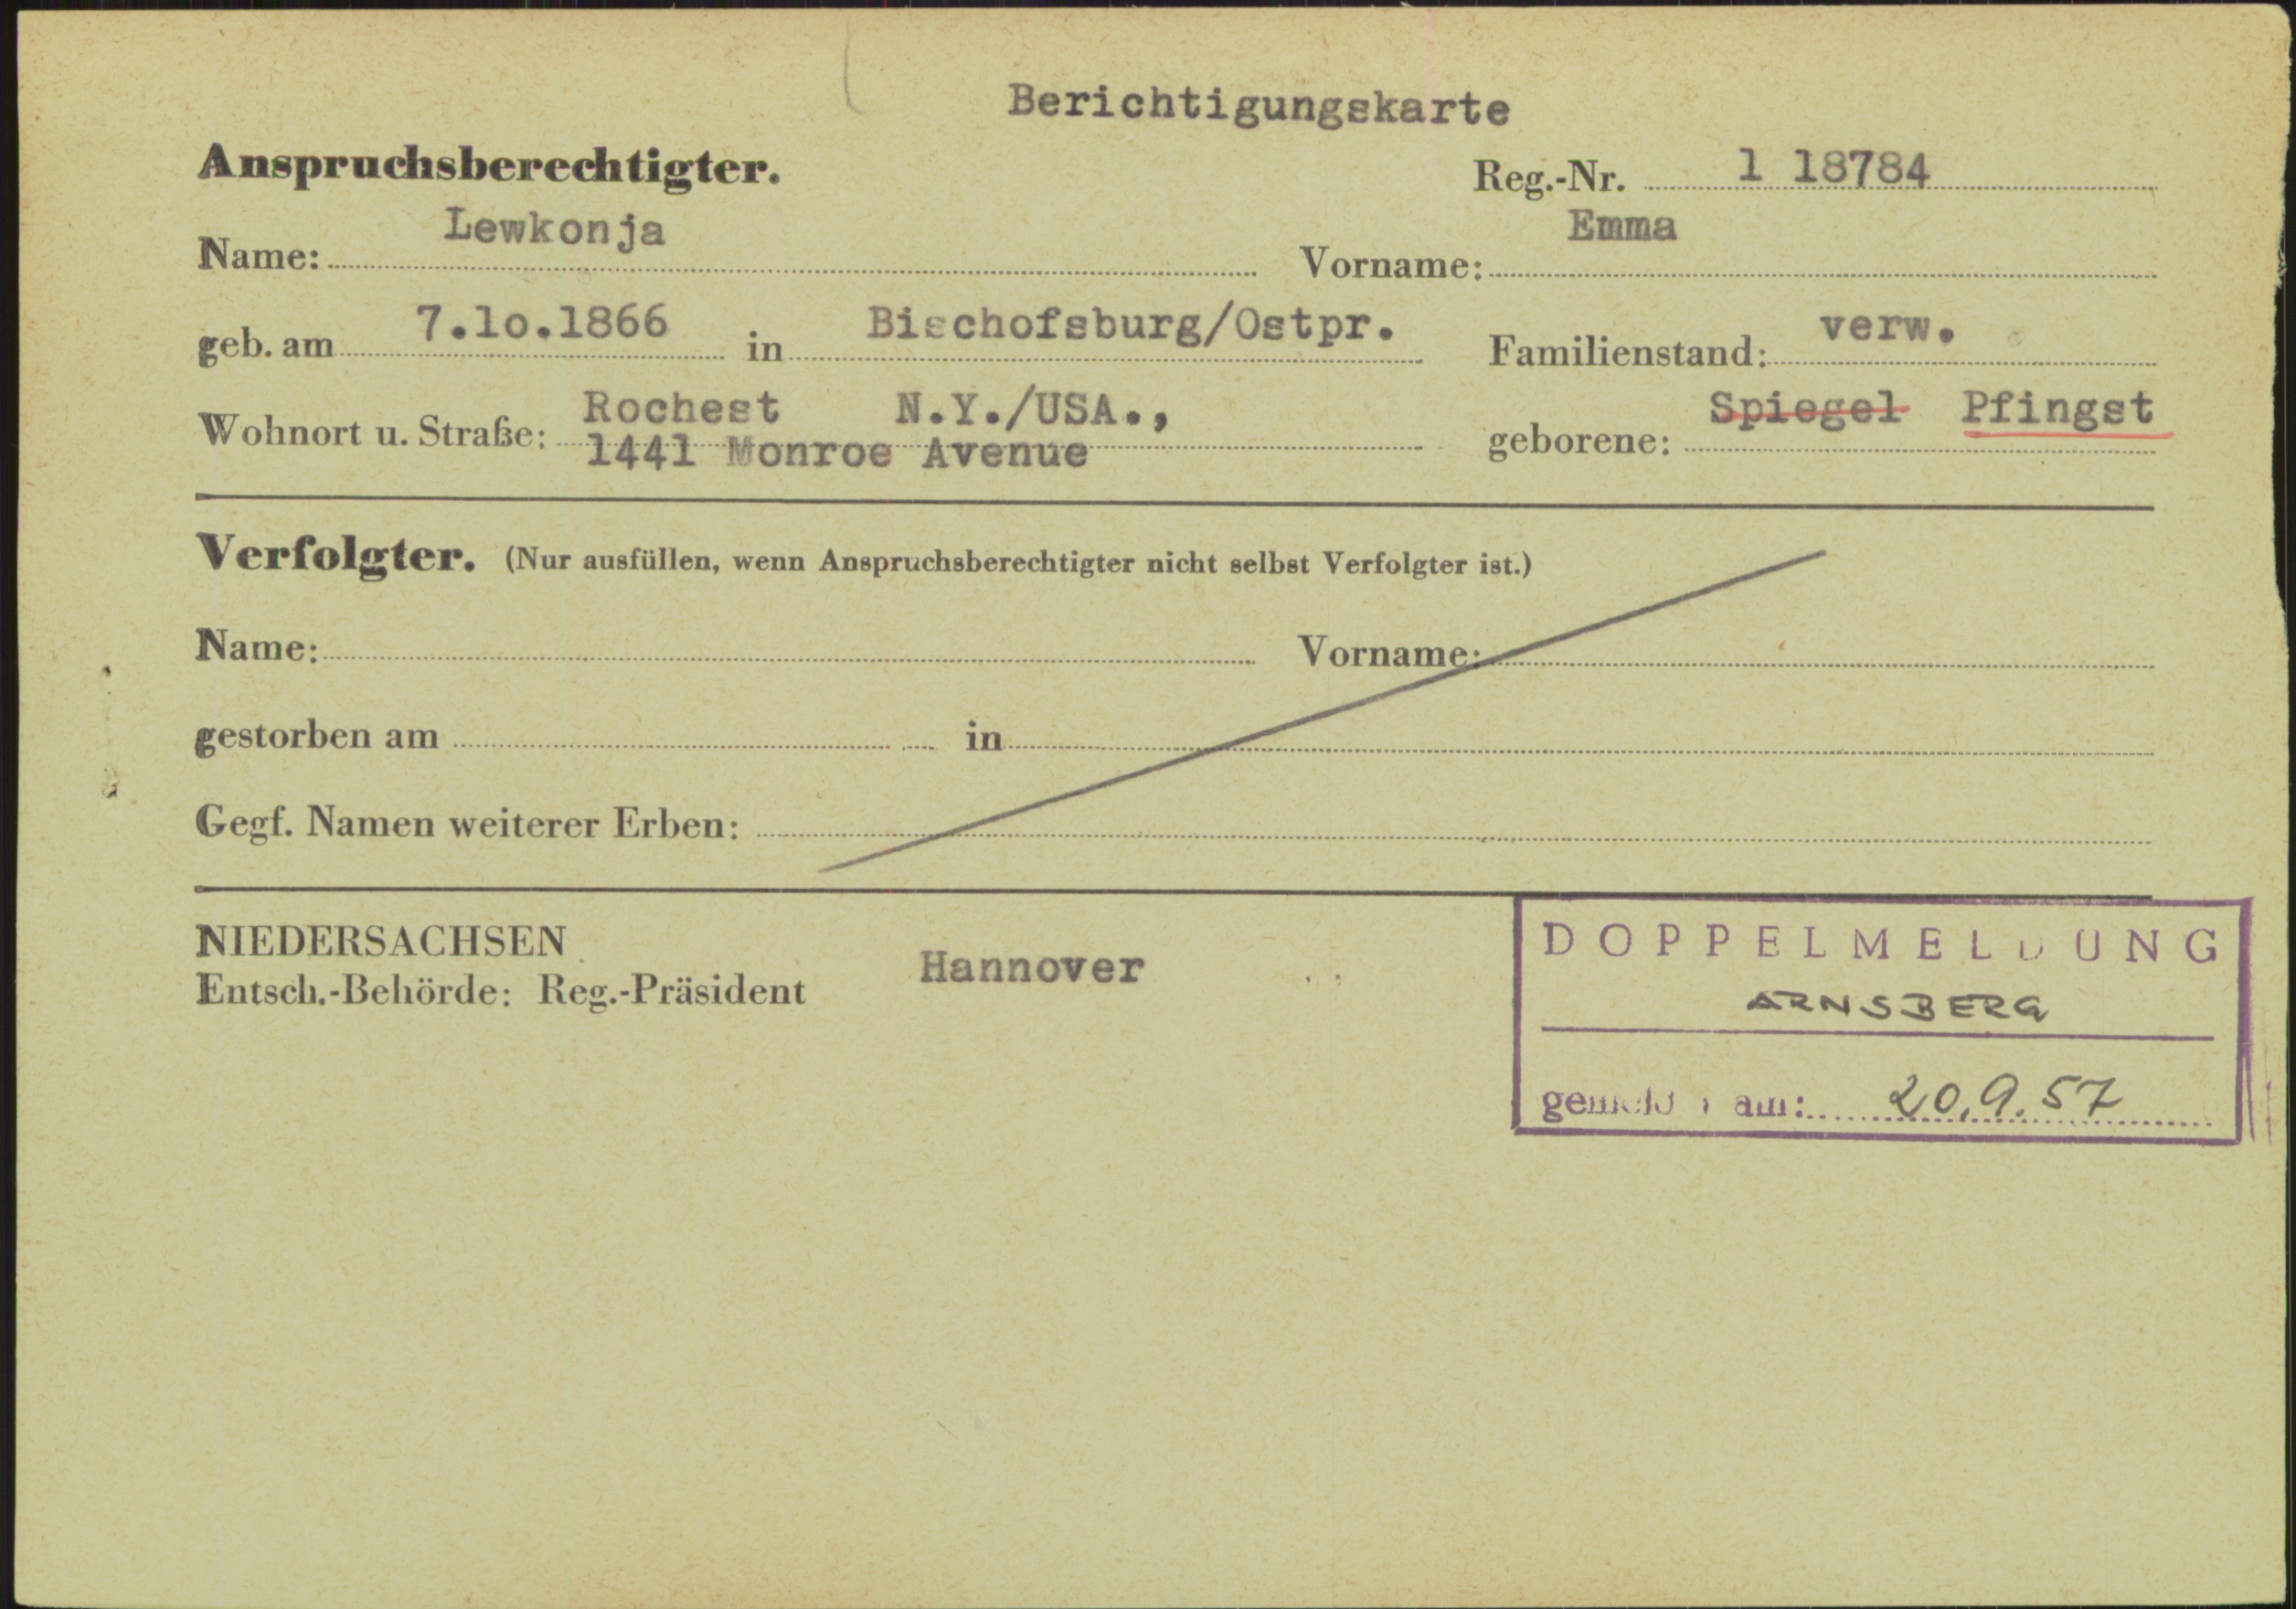 Berichtigungskarte
Anspruchsberechtigter.
Reg.-Nr. 1 18784
Name: Lewkonja Vorname: Emma
geb. am 7.lo.1866 in Bischofsburg/Ostpr. Familienstand: verw.
Wohnort u. Straße: Rochest N.Y./USA.,
1441 Monroe Avenue
geborene: Spiegel Pfingst
Verfolgter. (Nur ausfüllen, wenn Anspruchsberechtigter nicht selbst Verfolgter ist.)
Name: Vorname:
gestorben am in
Gegf. Namen weiterer Erben:
NIEDERSACHSEN
Entsch.-Behörde: Reg.-Präsident Hannover
DOPPELMELDUNG
ARNSBERG
am: 20.9.57